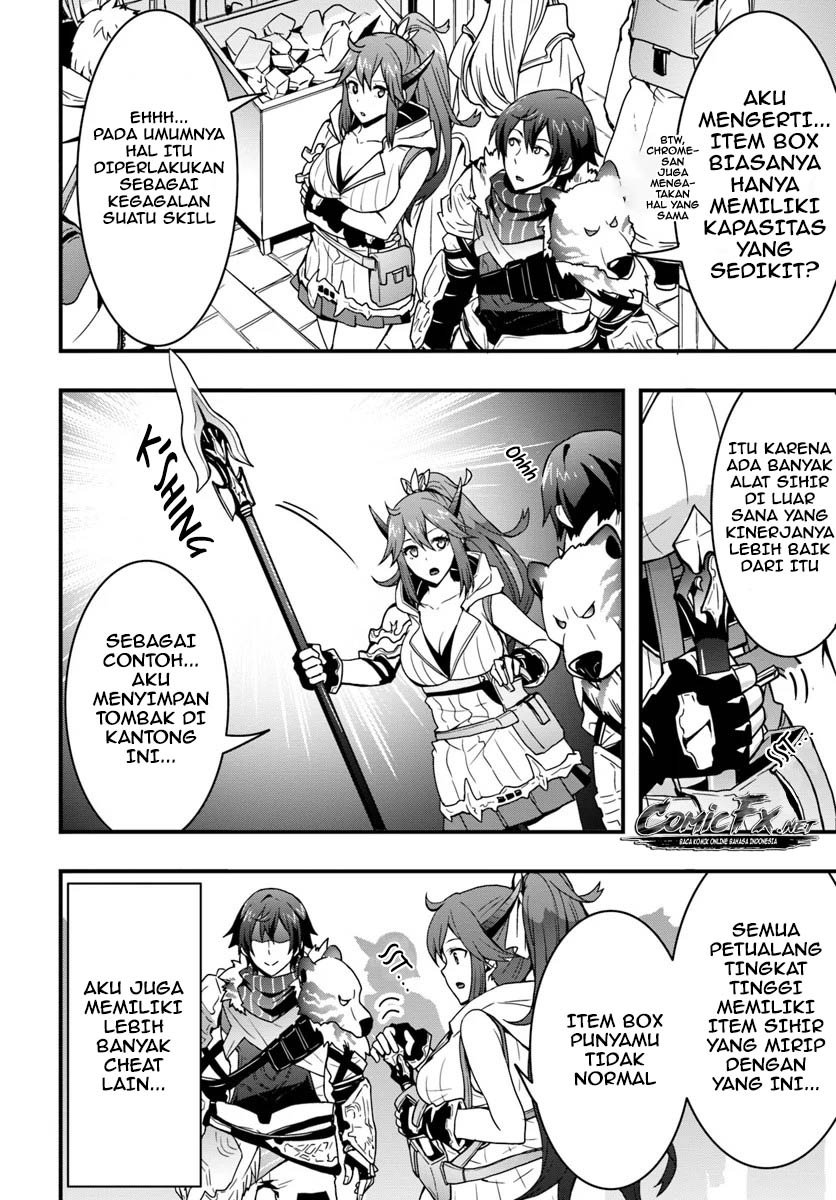 AKU
MENGERTI...
ITEM BOX
BIASANYA
HANYA
MEMILIKI
KAPASITAS
YANG
SEDIKIT?
BTW,
CHROME-
SAN
JUGA
MENGA-
TAKAN
HAL YANG
SAMA
EHHH...
PADA UMUMNYA
HAL ITU
DIPERLAKUKAN
SEBAGAI
KEGAGALAN
SUATU SKILL
ITU KARENA
ADA BANYAK
ALAT SIHIR
DI LUAR
SANA YANG
KINERJANYA
LEBIH BAIK
DARI ITU
SST...
Ohhh
KISHING
SEBAGAI
CONTOH...
AKU
MENYIMPAN
TOMBAK DI
KANTONG
INI...
COMICFX.NET
BACA KOMIK ONLINE BAHASA INDONESIA
SEMUA
PETUALANG
TINGKAT
TINGGI
MEMILIKI
ITEM SIHIR
YANG MIRIP
DENGAN
YANG INI...
ITEM BOX
PUNYAMU
TIDAK
NORMAL
SST...
AKU JUGA
MEMILIKI
LEBIH
BANYAK
CHEAT
LAIN...